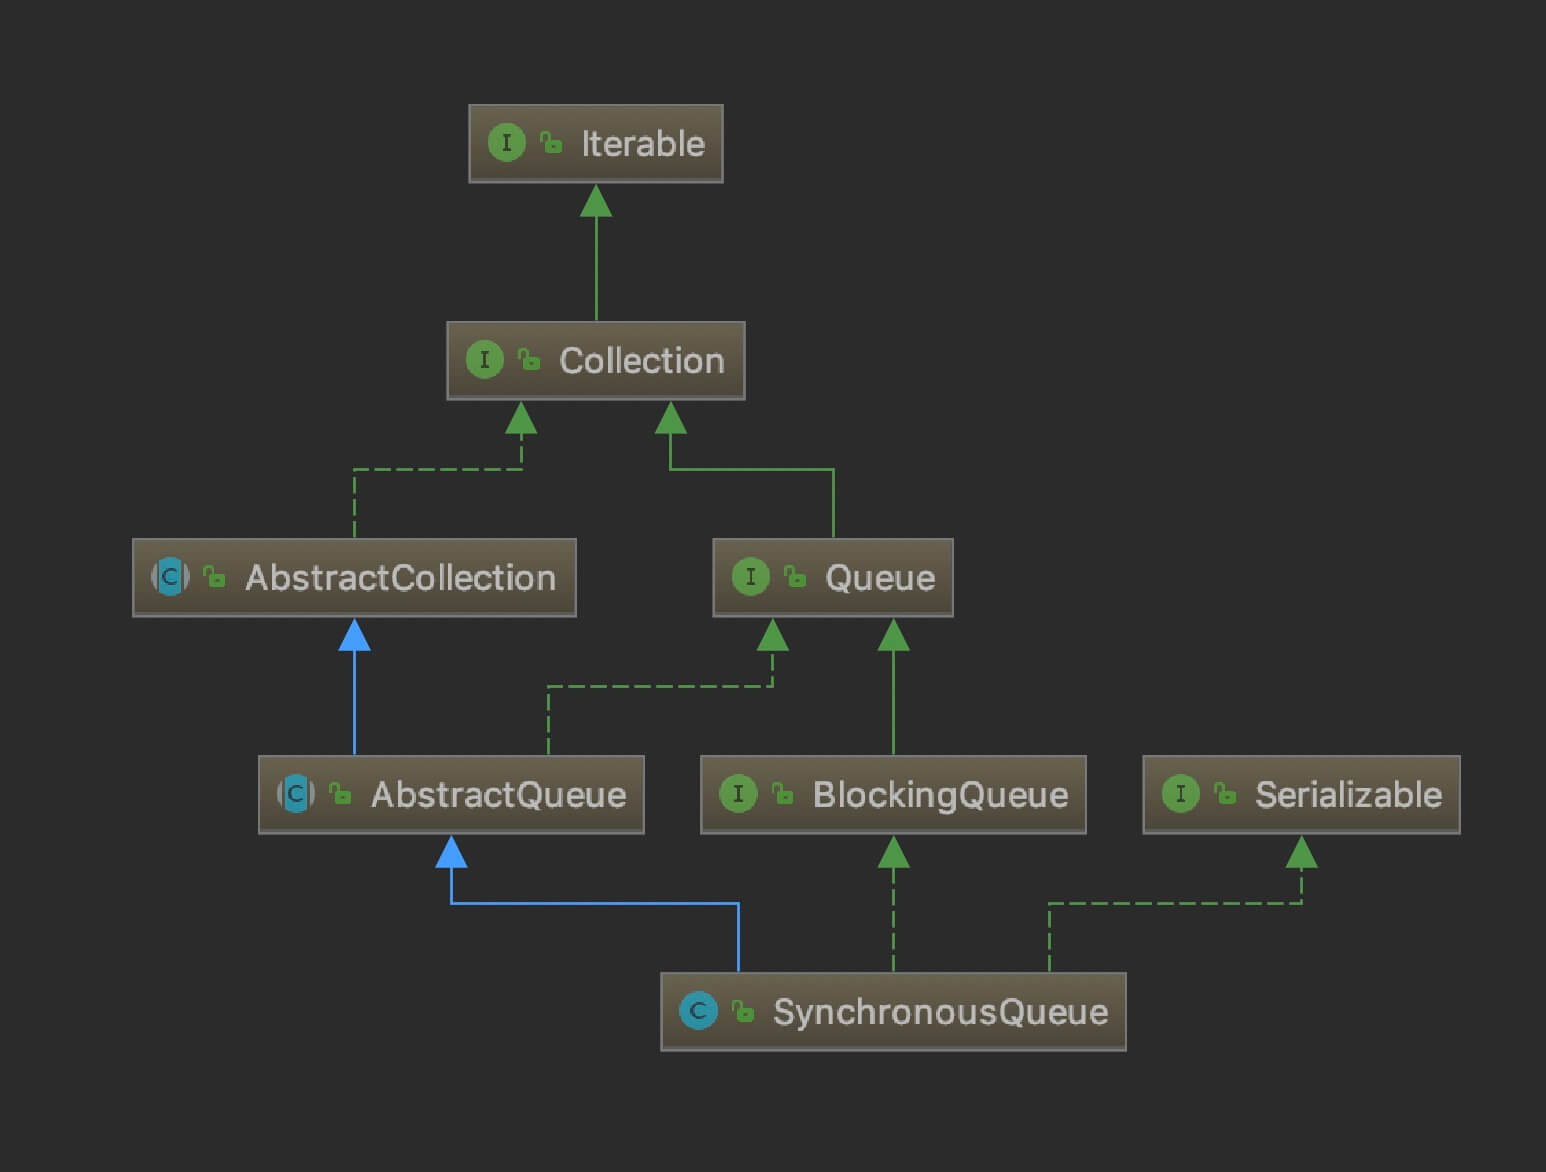 I Iterable
I Collection
C AbstractCollection
I Queue
C AbstractQueue
I BlockingQueue
I Serializable
C SynchronousQueue